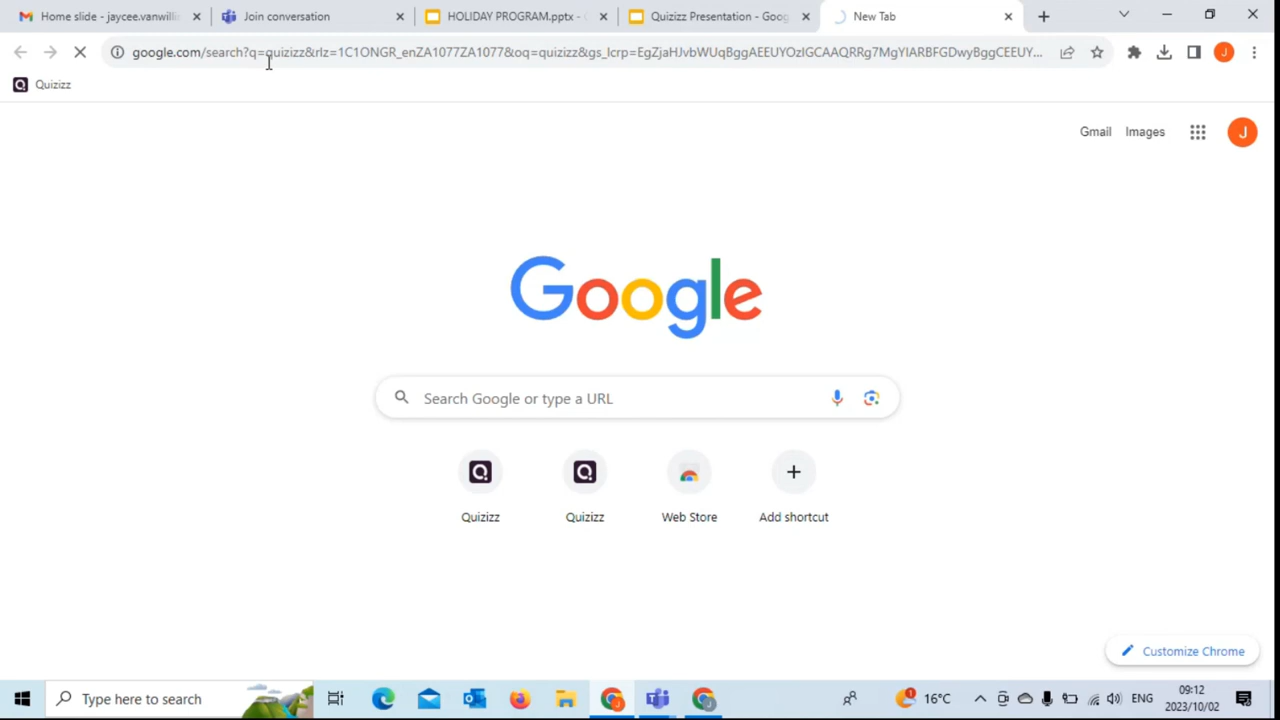 Home slide - jaycee.vanwilli
Join conversation
HOLIDAY PROGRAM.pptx -
Quizizz Presentation - Goog
New Tab
google.com/search?q=quizizz&rlz=1C1ONGR_enZA1077ZA1077&oq=quizizz&gs_lcrp=EgZjaHJvbWUqBggAEEUYOzIGCAAQRRg7MgYIARBFGDwyBggCEEUY...
J
Quizizz
Gmail Images
J
Google
Search Google or type a URL
Quizizz Quizizz Web Store Add shortcut
Customize Chrome
Type here to search
1
16°C
ENG
09:12
2023/10/02